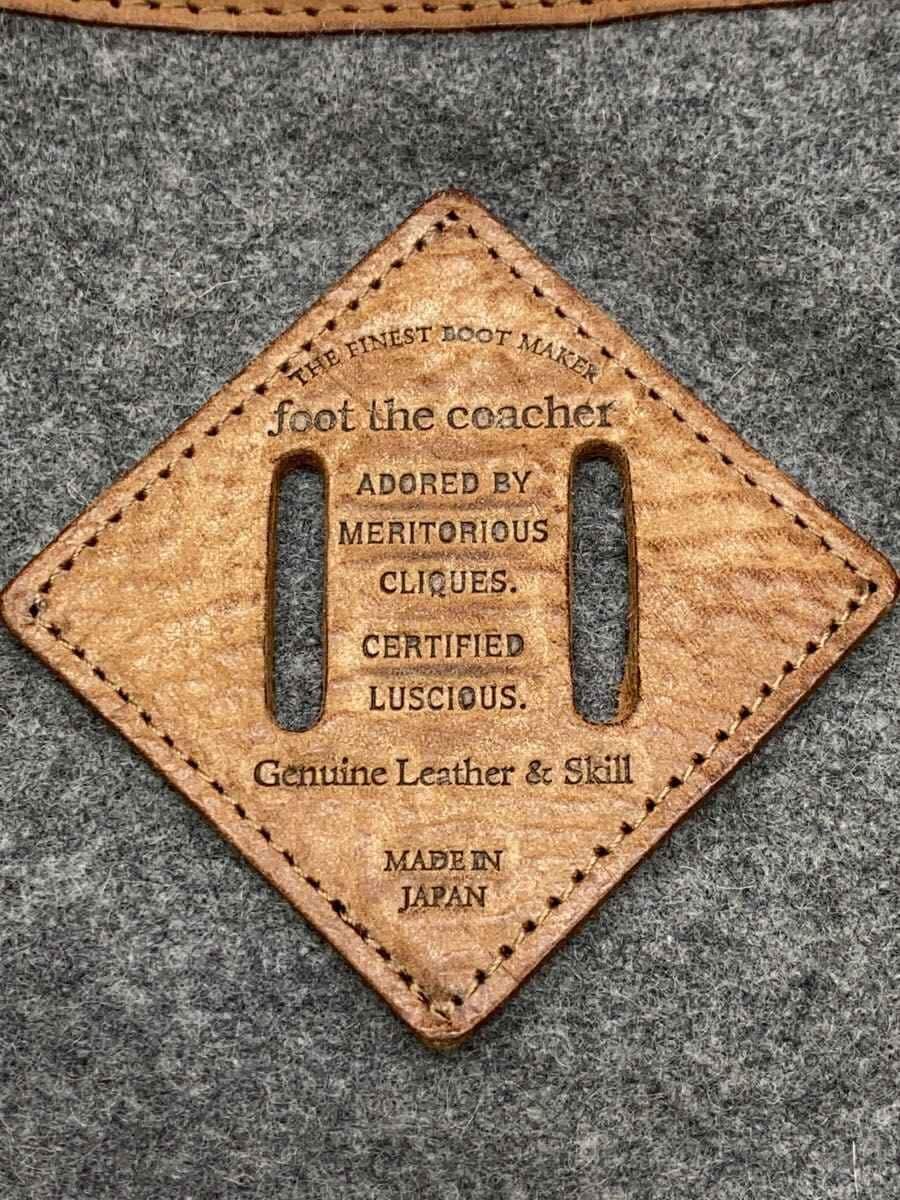 THE FINEST BOOT MAKER
foot the coacher
ADORED BY
MERITORIOUS
CLIQUES.
CERTIFIED
LUSCIOUS.
Genuine Leather & Skill
MADE IN
JAPAN